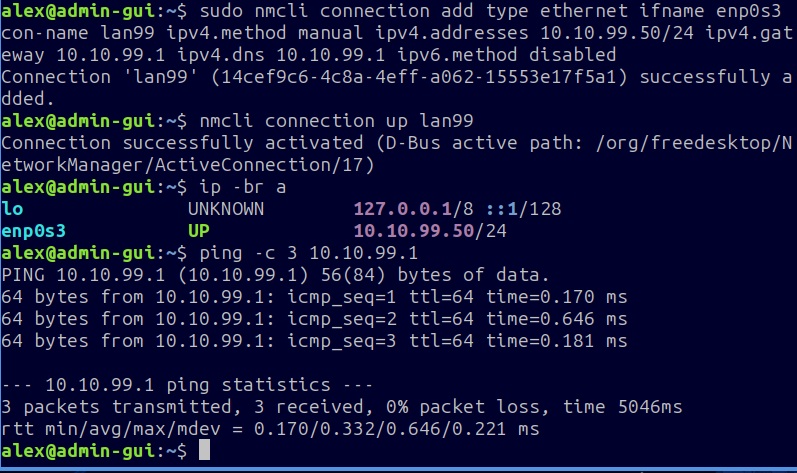 alex@admin-gui:~$ sudo nmcli connection add type ethernet ifname enp0s3
con-name lan99 ipv4.method manual ipv4.addresses 10.10.99.50/24 ipv4.gat
eway 10.10.99.1 ipv4.dns 10.10.99.1 ipv6.method disabled
Connection 'lan99' (14cef9c6-4c8a-4eff-a062-15553e17f5a1) successfully a
dded.
alex@admin-gui:~$ nmcli connection up lan99
Connection successfully activated (D-Bus active path: /org/freedesktop/N
etworkManager/ActiveConnection/17)
alex@admin-gui:~$ ip -br a
lo               UNKNOWN        127.0.0.1/8 ::1/128
enp0s3           UP             10.10.99.50/24
alex@admin-gui:~$ ping -c 3 10.10.99.1
PING 10.10.99.1 (10.10.99.1) 56(84) bytes of data.
64 bytes from 10.10.99.1: icmp_seq=1 ttl=64 time=0.170 ms
64 bytes from 10.10.99.1: icmp_seq=2 ttl=64 time=0.646 ms
64 bytes from 10.10.99.1: icmp_seq=3 ttl=64 time=0.181 ms

--- 10.10.99.1 ping statistics ---
3 packets transmitted, 3 received, 0% packet loss, time 5046ms
rtt min/avg/max/mdev = 0.170/0.332/0.646/0.221 ms
alex@admin-gui:~$